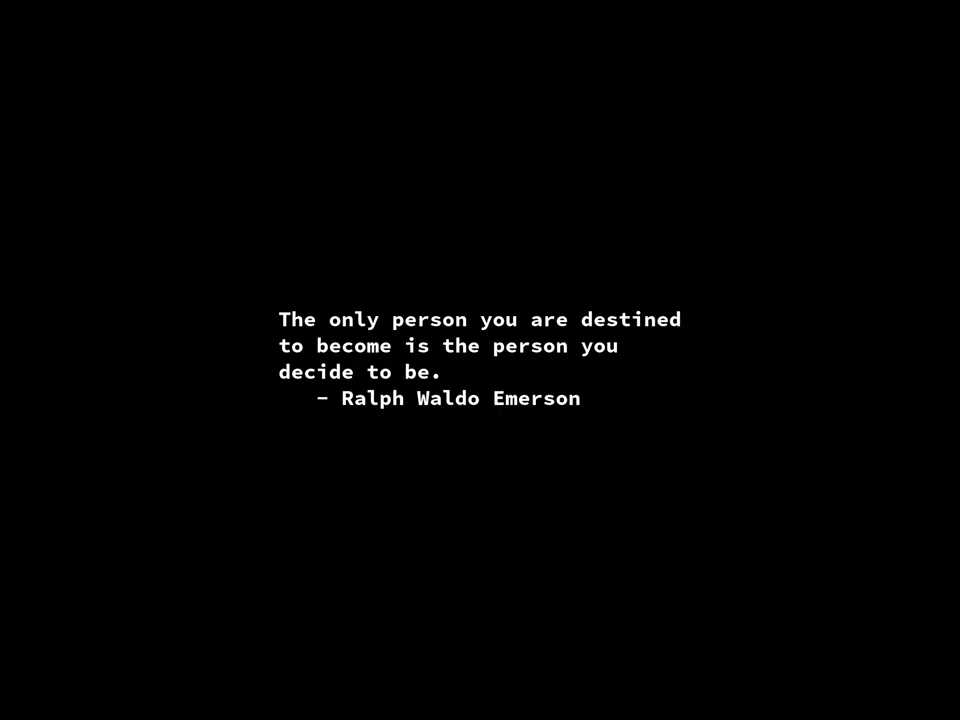 The only person you are destined
to become is the person you
decide to be.
– Ralph Waldo Emerson